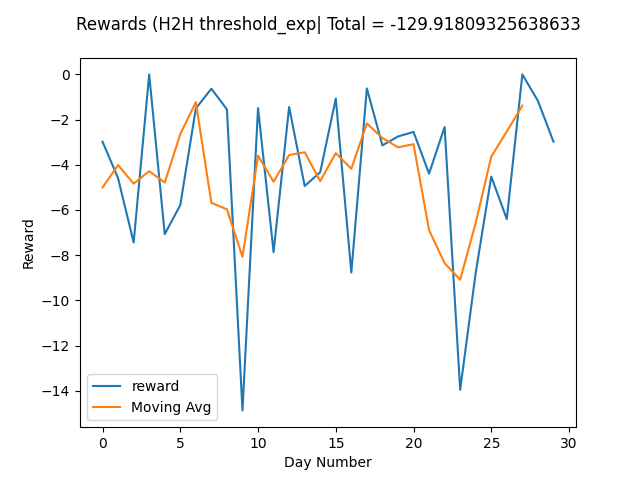 Rewards (H2H threshold_exp| Total = -129.91809325638633
0
−2
−4
−6
−8
−10
−12
−14
Reward
reward
Moving Avg
0 5 10 15 20 25 30
Day Number